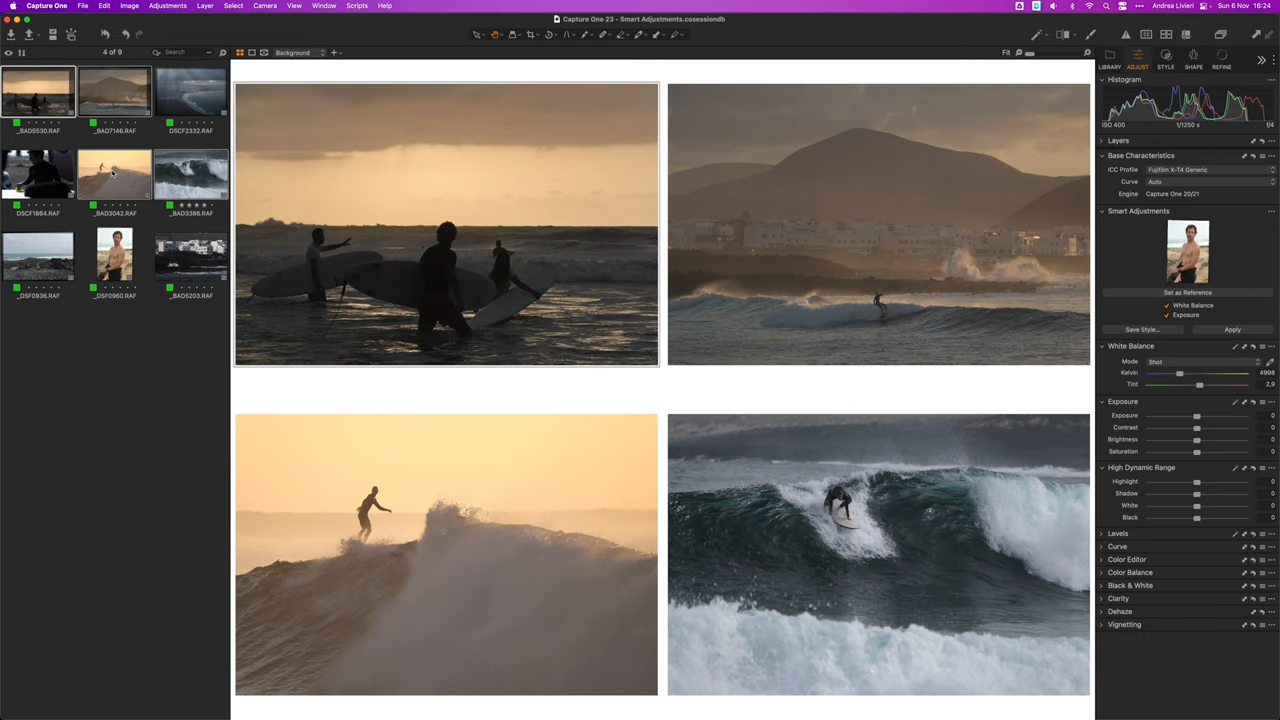 Capture One File Edit Image Adjustments Layer Select Camera View Window Scripts Help
Andrea Livieri Sun 6 Nov 16:24
Capture One 23 - Smart Adjustments.cosessiondb
4 of 9
Search
Background
Fit
LIBRARY ADJUST STYLE SHAPE REFINE
_BAD5530.RAF _BAD7146.RAF DSCF2332.RAF
DSCF1864.RAF _BAD3042.RAF _BAD3386.RAF
_DSF0936.RAF _DSF0960.RAF _BAD5203.RAF
Histogram
ISO 400 1/1250 s f/4
Layers
Base Characteristics
ICC Profile Fujifilm X-T4 Generic
Curve Auto
Engine Capture One 20/21
Smart Adjustments
Set as Reference
White Balance
Exposure
Save Style... Apply
White Balance
Mode Shot
Kelvin 4998
Tint 2,9
Exposure
Exposure 0
Contrast 0
Brightness 0
Saturation 0
High Dynamic Range
Highlight 0
Shadow 0
White 0
Black 0
Levels
Curve
Color Editor
Color Balance
Black & White
Clarity
Dehaze
Vignetting